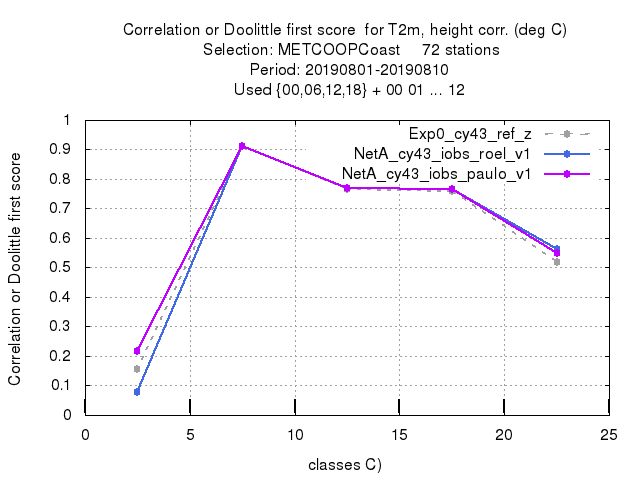 Correlation or Doolittle first score  for T2m, height corr. (deg C)
Selection: METCOOPCoast     72 stations
Period: 20190801-20190810
Used {00,06,12,18} + 00 01 ... 12
Correlation or Doolittle first score
1
0.9
0.8
0.7
0.6
0.5
0.4
0.3
0.2
0.1
0
Exp0_cy43_ref_z
NetA_cy43_iobs_roel_v1
NetA_cy43_iobs_paulo_v1
0 5 10 15 20 25
classes C)